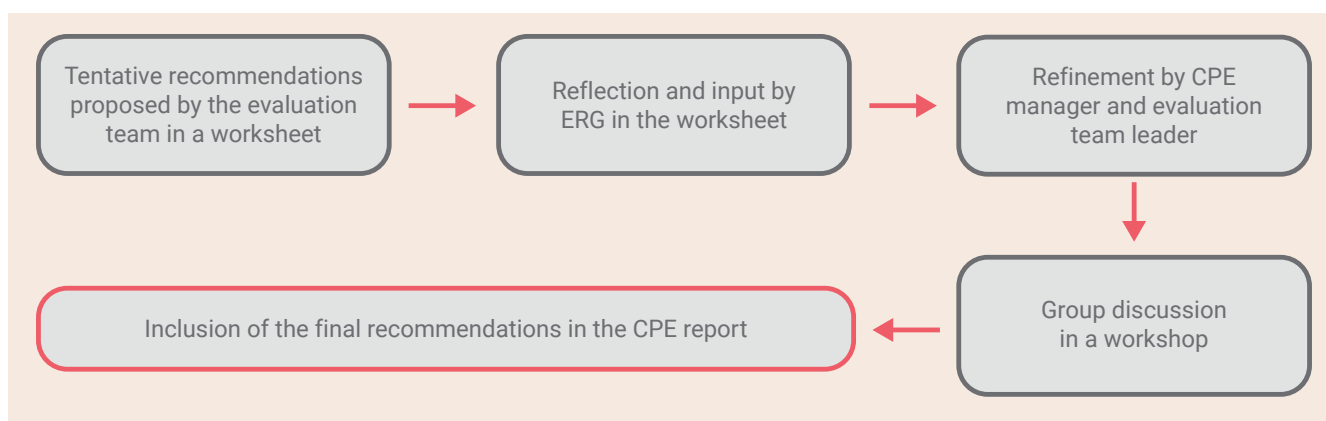 Tentative recommendations
proposed by the evaluation
team in a worksheet
Reflection and input by
ERG in the worksheet
Refinement by CPE
manager and evaluation
team leader
Group discussion
in a workshop
Inclusion of the final recommendations in the CPE report